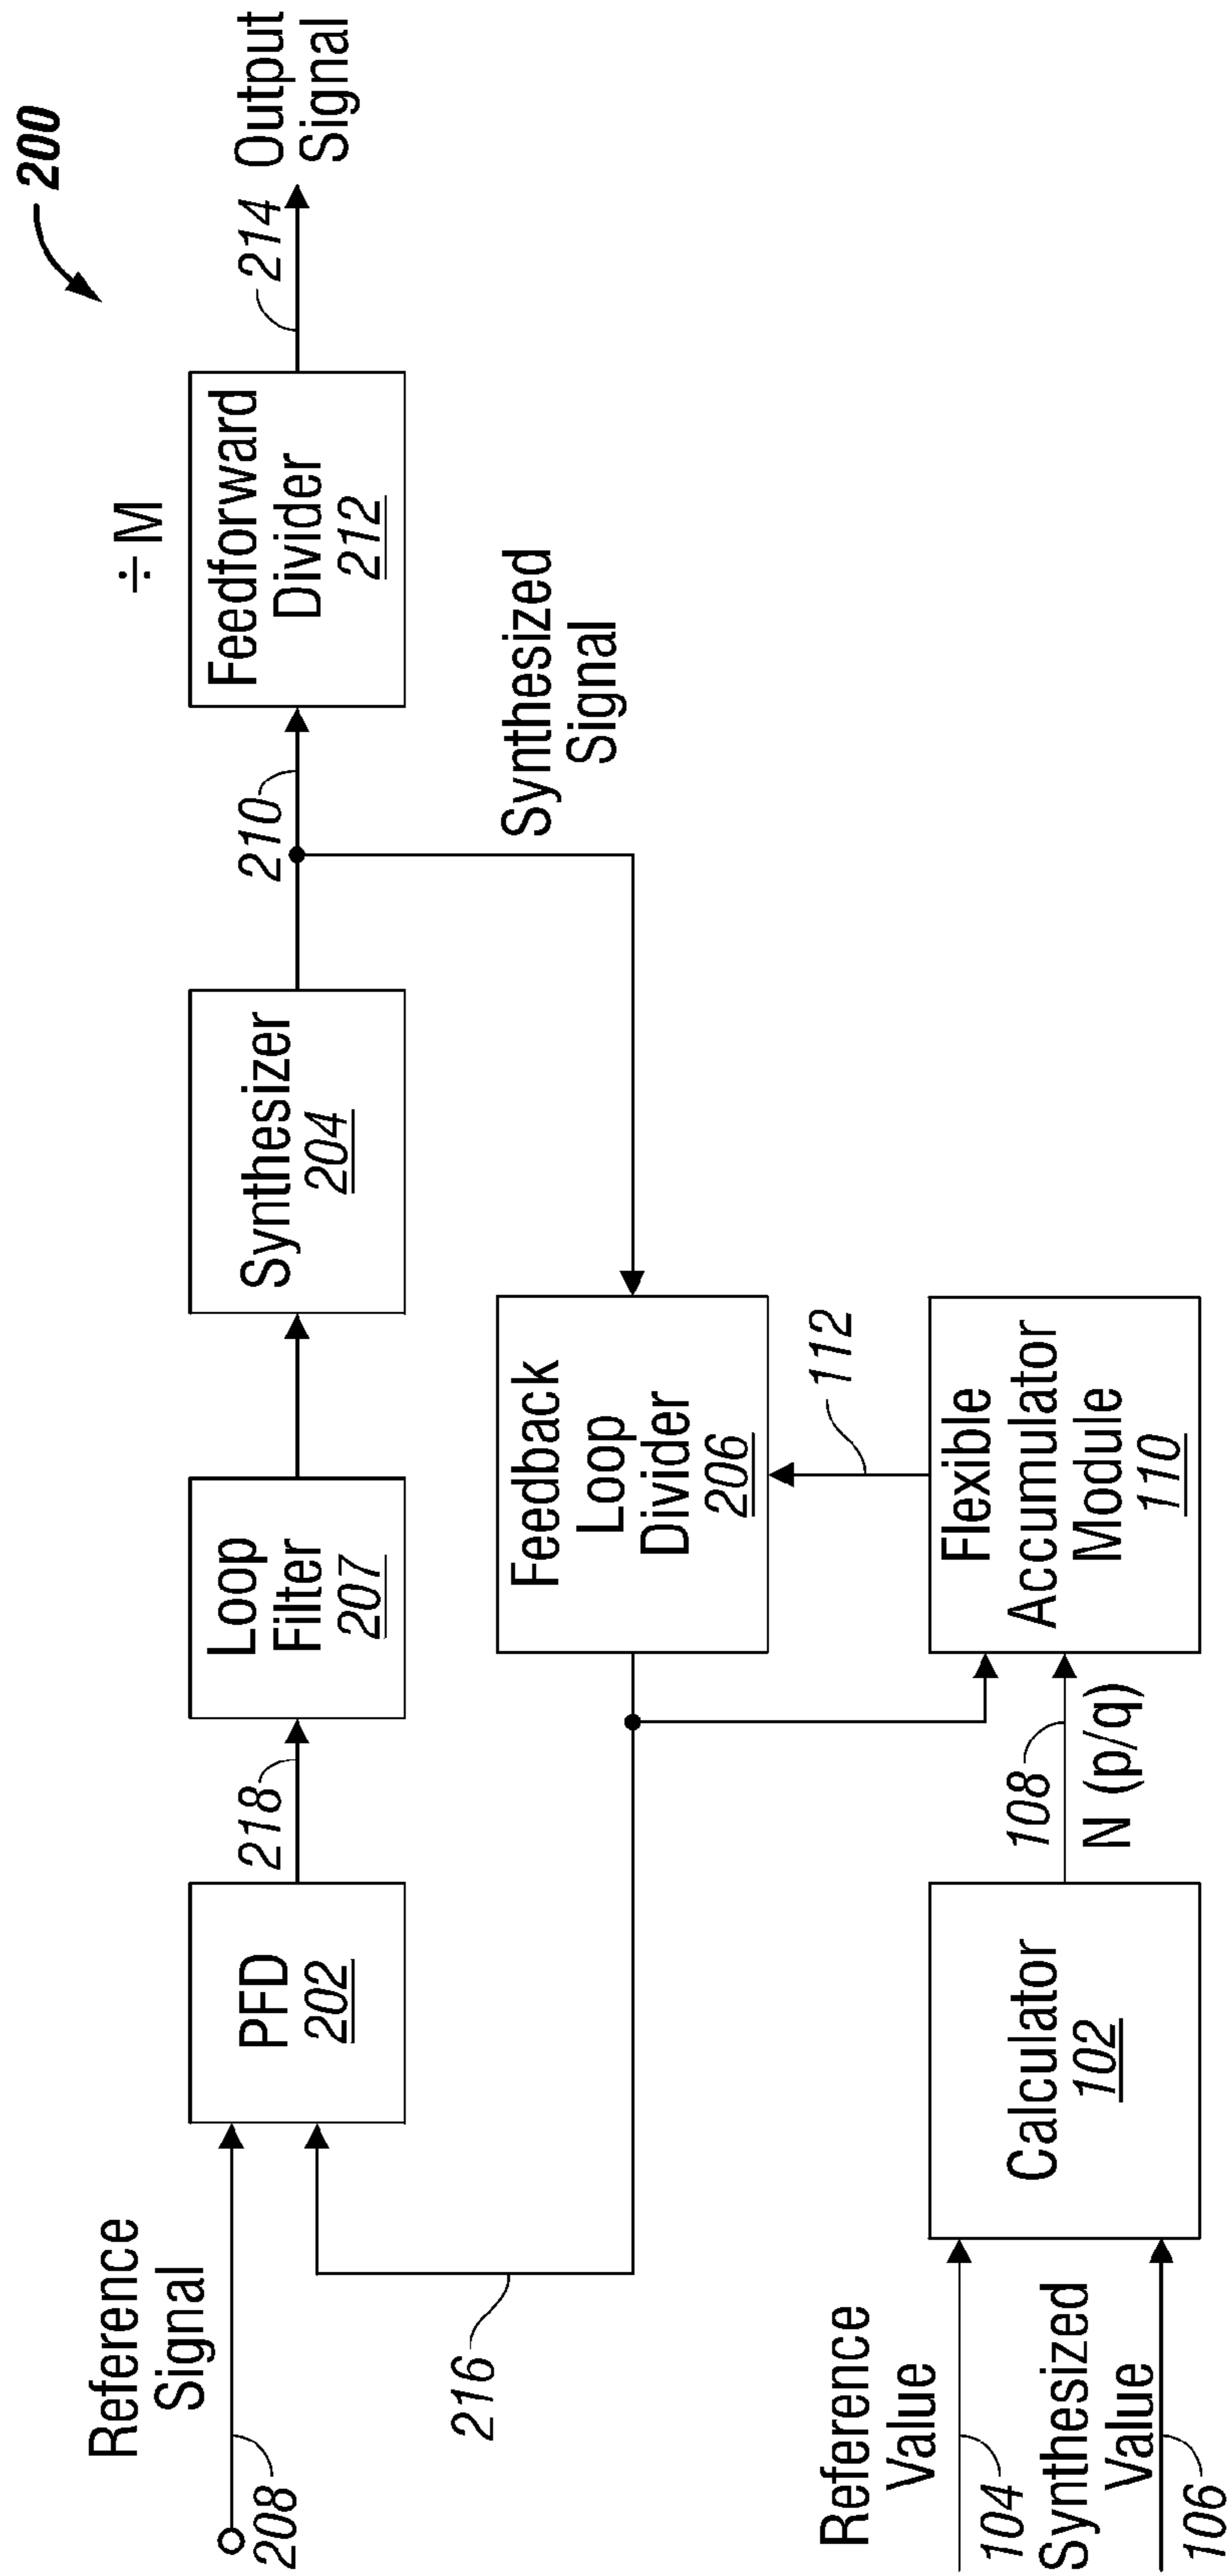 200
Reference
Signal
208
PFD
202
218
Loop
Filter
207
Synthesizer
204
210
÷M
Feedforward
Divider
212
214
Output
Signal
Synthesized
Signal
216
Feedback
Loop
Divider
206
112
Reference
Value
104
Synthesized
Value
106
Calculator
102
108
N (p/q)
Flexible
Accumulator
Module
110